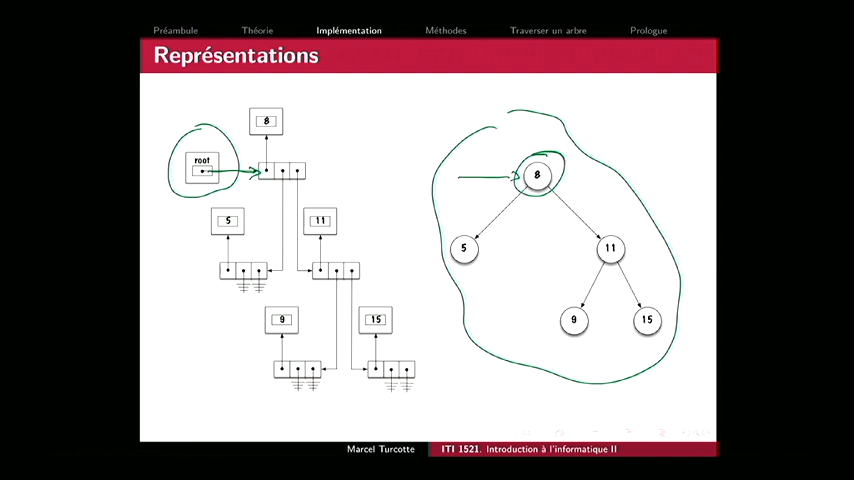 Préambule Théorie Implémentation Méthodes Traverser un arbre Prologue
Représentations
8
root
8
5
11
5
11
9
15
9
15
Marcel Turcotte ITI 1521. Introduction à l'informatique II